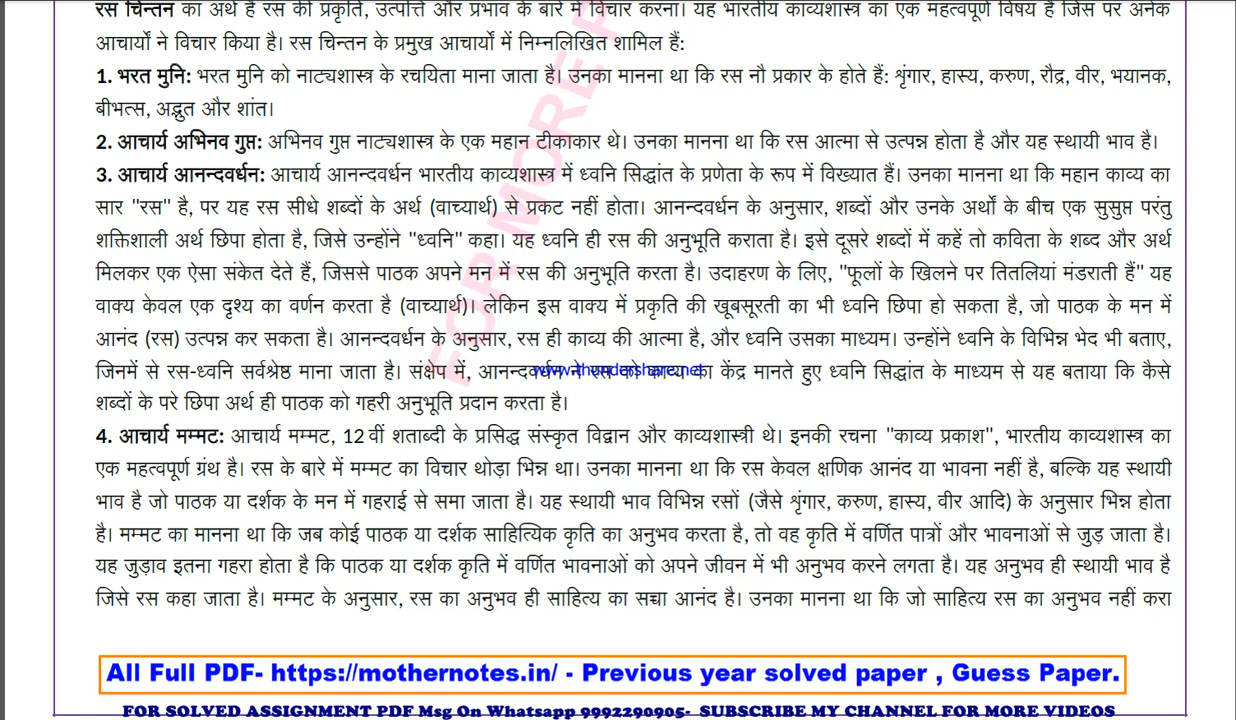 रस चिन्तन का अर्थ है रस की प्रकृति, उत्पत्ति और प्रभाव के बारे में विचार करना। यह भारतीय काव्यशास्त्र का एक महत्वपूर्ण विषय है जिस पर अनेक
आचार्यों ने विचार किया है। रस चिन्तन के प्रमुख आचार्यों में निम्नलिखित शामिल हैं:
1. भरत मुनि: भरत मुनि को नाट्यशास्त्र के रचयिता माना जाता है। उनका मानना था कि रस नौ प्रकार के होते हैं: शृंगार, हास्य, करुण, रौद्र, वीर, भयानक,
बीभत्स, अद्भुत और शांत।
2. आचार्य अभिनव गुप्त: अभिनव गुप्त नाट्यशास्त्र के एक महान टीकाकार थे। उनका मानना था कि रस आत्मा से उत्पन्न होता है और यह स्थायी भाव है।
3. आचार्य आनन्दवर्धन: आचार्य आनन्दवर्धन भारतीय काव्यशास्त्र में ध्वनि सिद्धांत के प्रणेता के रूप में विख्यात हैं। उनका मानना था कि महान काव्य का
सार "रस" है, पर यह रस सीधे शब्दों के अर्थ (वाच्यार्थ) से प्रकट नहीं होता। आनन्दवर्धन के अनुसार, शब्दों और उनके अर्थों के बीच एक सुसुप्त परंतु
शक्तिशाली अर्थ छिपा होता है, जिसे उन्होंने "ध्वनि" कहा। यह ध्वनि ही रस की अनुभूति कराता है। इसे दूसरे शब्दों में कहें तो कविता के शब्द और अर्थ
मिलकर एक ऐसा संकेत देते हैं, जिससे पाठक अपने मन में रस की अनुभूति करता है। उदाहरण के लिए, "फूलों के खिलने पर तितलियां मंडराती हैं" यह
वाक्य केवल एक दृश्य का वर्णन करता है (वाच्यार्थ)। लेकिन इस वाक्य में प्रकृति की खूबसूरती का भी ध्वनि छिपा हो सकता है, जो पाठक के मन में
आनंद (रस) उत्पन्न कर सकता है। आनन्दवर्धन के अनुसार, रस ही काव्य की आत्मा है, और ध्वनि उसका माध्यम। उन्होंने ध्वनि के विभिन्न भेद भी बताए,
जिनमें से रस-ध्वनि सर्वश्रेष्ठ माना जाता है। संक्षेप में, आनन्दवर्धन ने रस को काव्य का केंद्र मानते हुए ध्वनि सिद्धांत के माध्यम से यह बताया कि कैसे
www.thundershare.net
शब्दों के परे छिपा अर्थ ही पाठक को गहरी अनुभूति प्रदान करता है।
4. आचार्य मम्मट: आचार्य मम्मट, 12वीं शताब्दी के प्रसिद्ध संस्कृत विद्वान और काव्यशास्त्री थे। इनकी रचना "काव्य प्रकाश", भारतीय काव्यशास्त्र का
एक महत्वपूर्ण ग्रंथ है। रस के बारे में मम्मट का विचार थोड़ा भिन्न था। उनका मानना था कि रस केवल क्षणिक आनंद या भावना नहीं है, बल्कि यह स्थायी
भाव है जो पाठक या दर्शक के मन में गहराई से समा जाता है। यह स्थायी भाव विभिन्न रसों (जैसे शृंगार, करुण, हास्य, वीर आदि) के अनुसार भिन्न होता
है। मम्मट का मानना था कि जब कोई पाठक या दर्शक साहित्यिक कृति का अनुभव करता है, तो वह कृति में वर्णित पात्रों और भावनाओं से जुड़ जाता है।
यह जुड़ाव इतना गहरा होता है कि पाठक या दर्शक कृति में वर्णित भावनाओं को अपने जीवन में भी अनुभव करने लगता है। यह अनुभव ही स्थायी भाव है
जिसे रस कहा जाता है। मम्मट के अनुसार, रस का अनुभव ही साहित्य का सच्चा आनंद है। उनका मानना था कि जो साहित्य रस का अनुभव नहीं करा
FOR MORE P
All Full PDF- https://mothernotes.in/ - Previous year solved paper , Guess Paper.
FOR SOLVED ASSIGNMENT PDF Msg On Whatsapp 9992290905- SUBSCRIBE MY CHANNEL FOR MORE VIDEOS